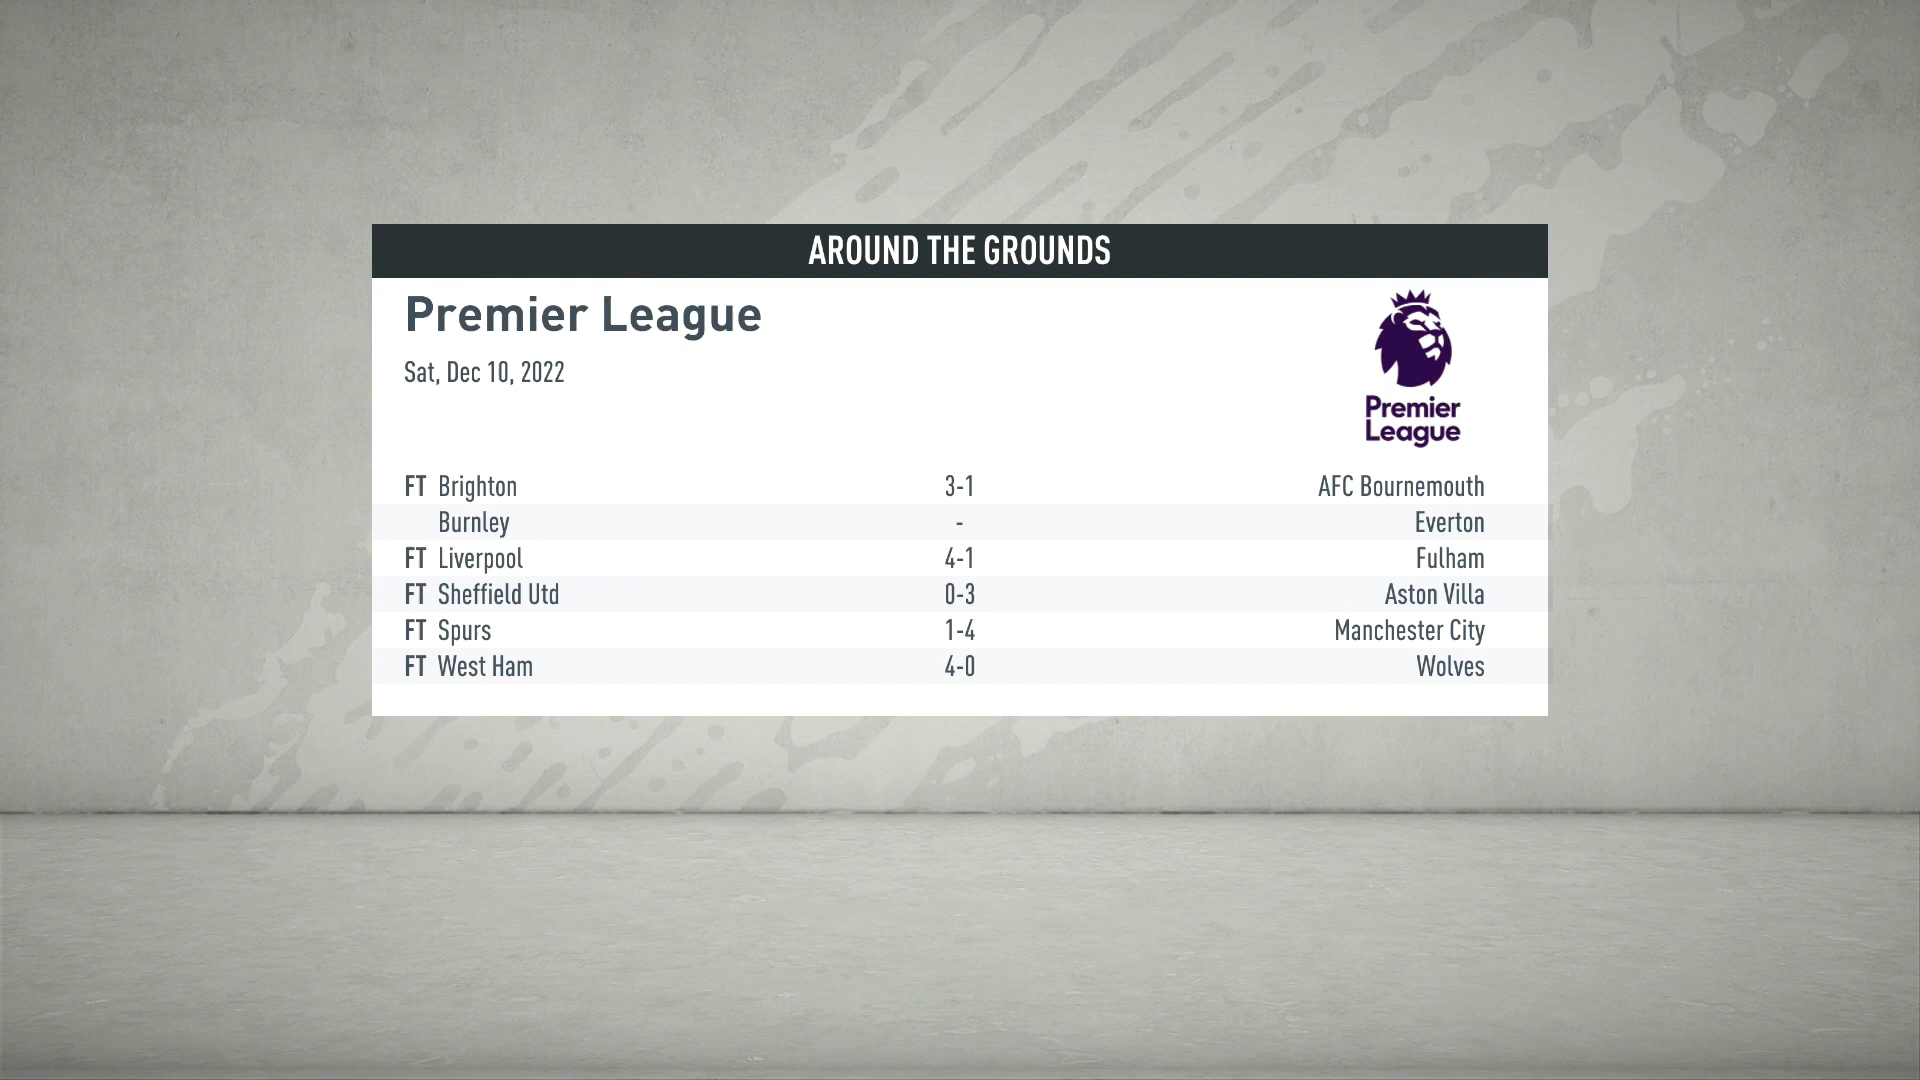 AROUND THE GROUNDS
Premier League
Sat, Dec 10, 2022
Premier
League
FT Brighton 3-1 AFC Bournemouth
Burnley - Everton
FT Liverpool 4-1 Fulham
FT Sheffield Utd 0-3 Aston Villa
FT Spurs 1-4 Manchester City
FT West Ham 4-0 Wolves